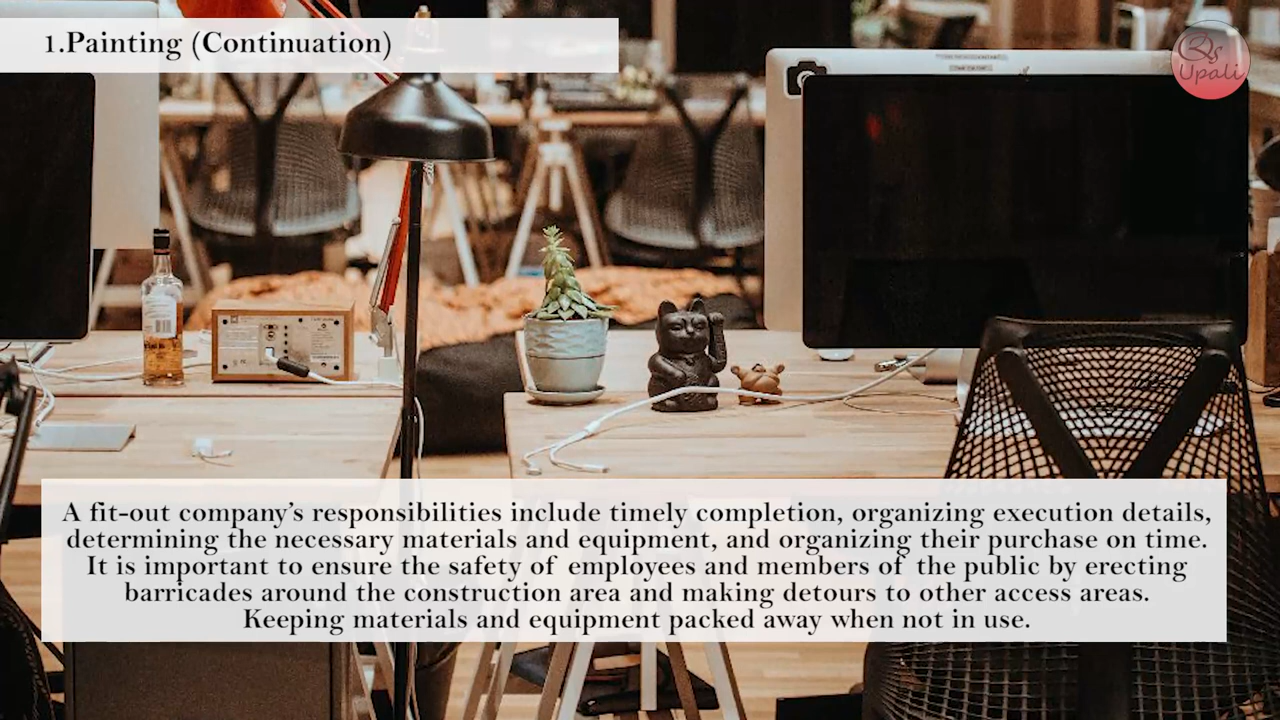 1.Painting (Continuation)
Qs
Upali
A fit-out company’s responsibilities include timely completion, organizing execution details,
determining the necessary materials and equipment, and organizing their purchase on time.
It is important to ensure the safety of employees and members of the public by erecting
barricades around the construction area and making detours to other access areas.
Keeping materials and equipment packed away when not in use.